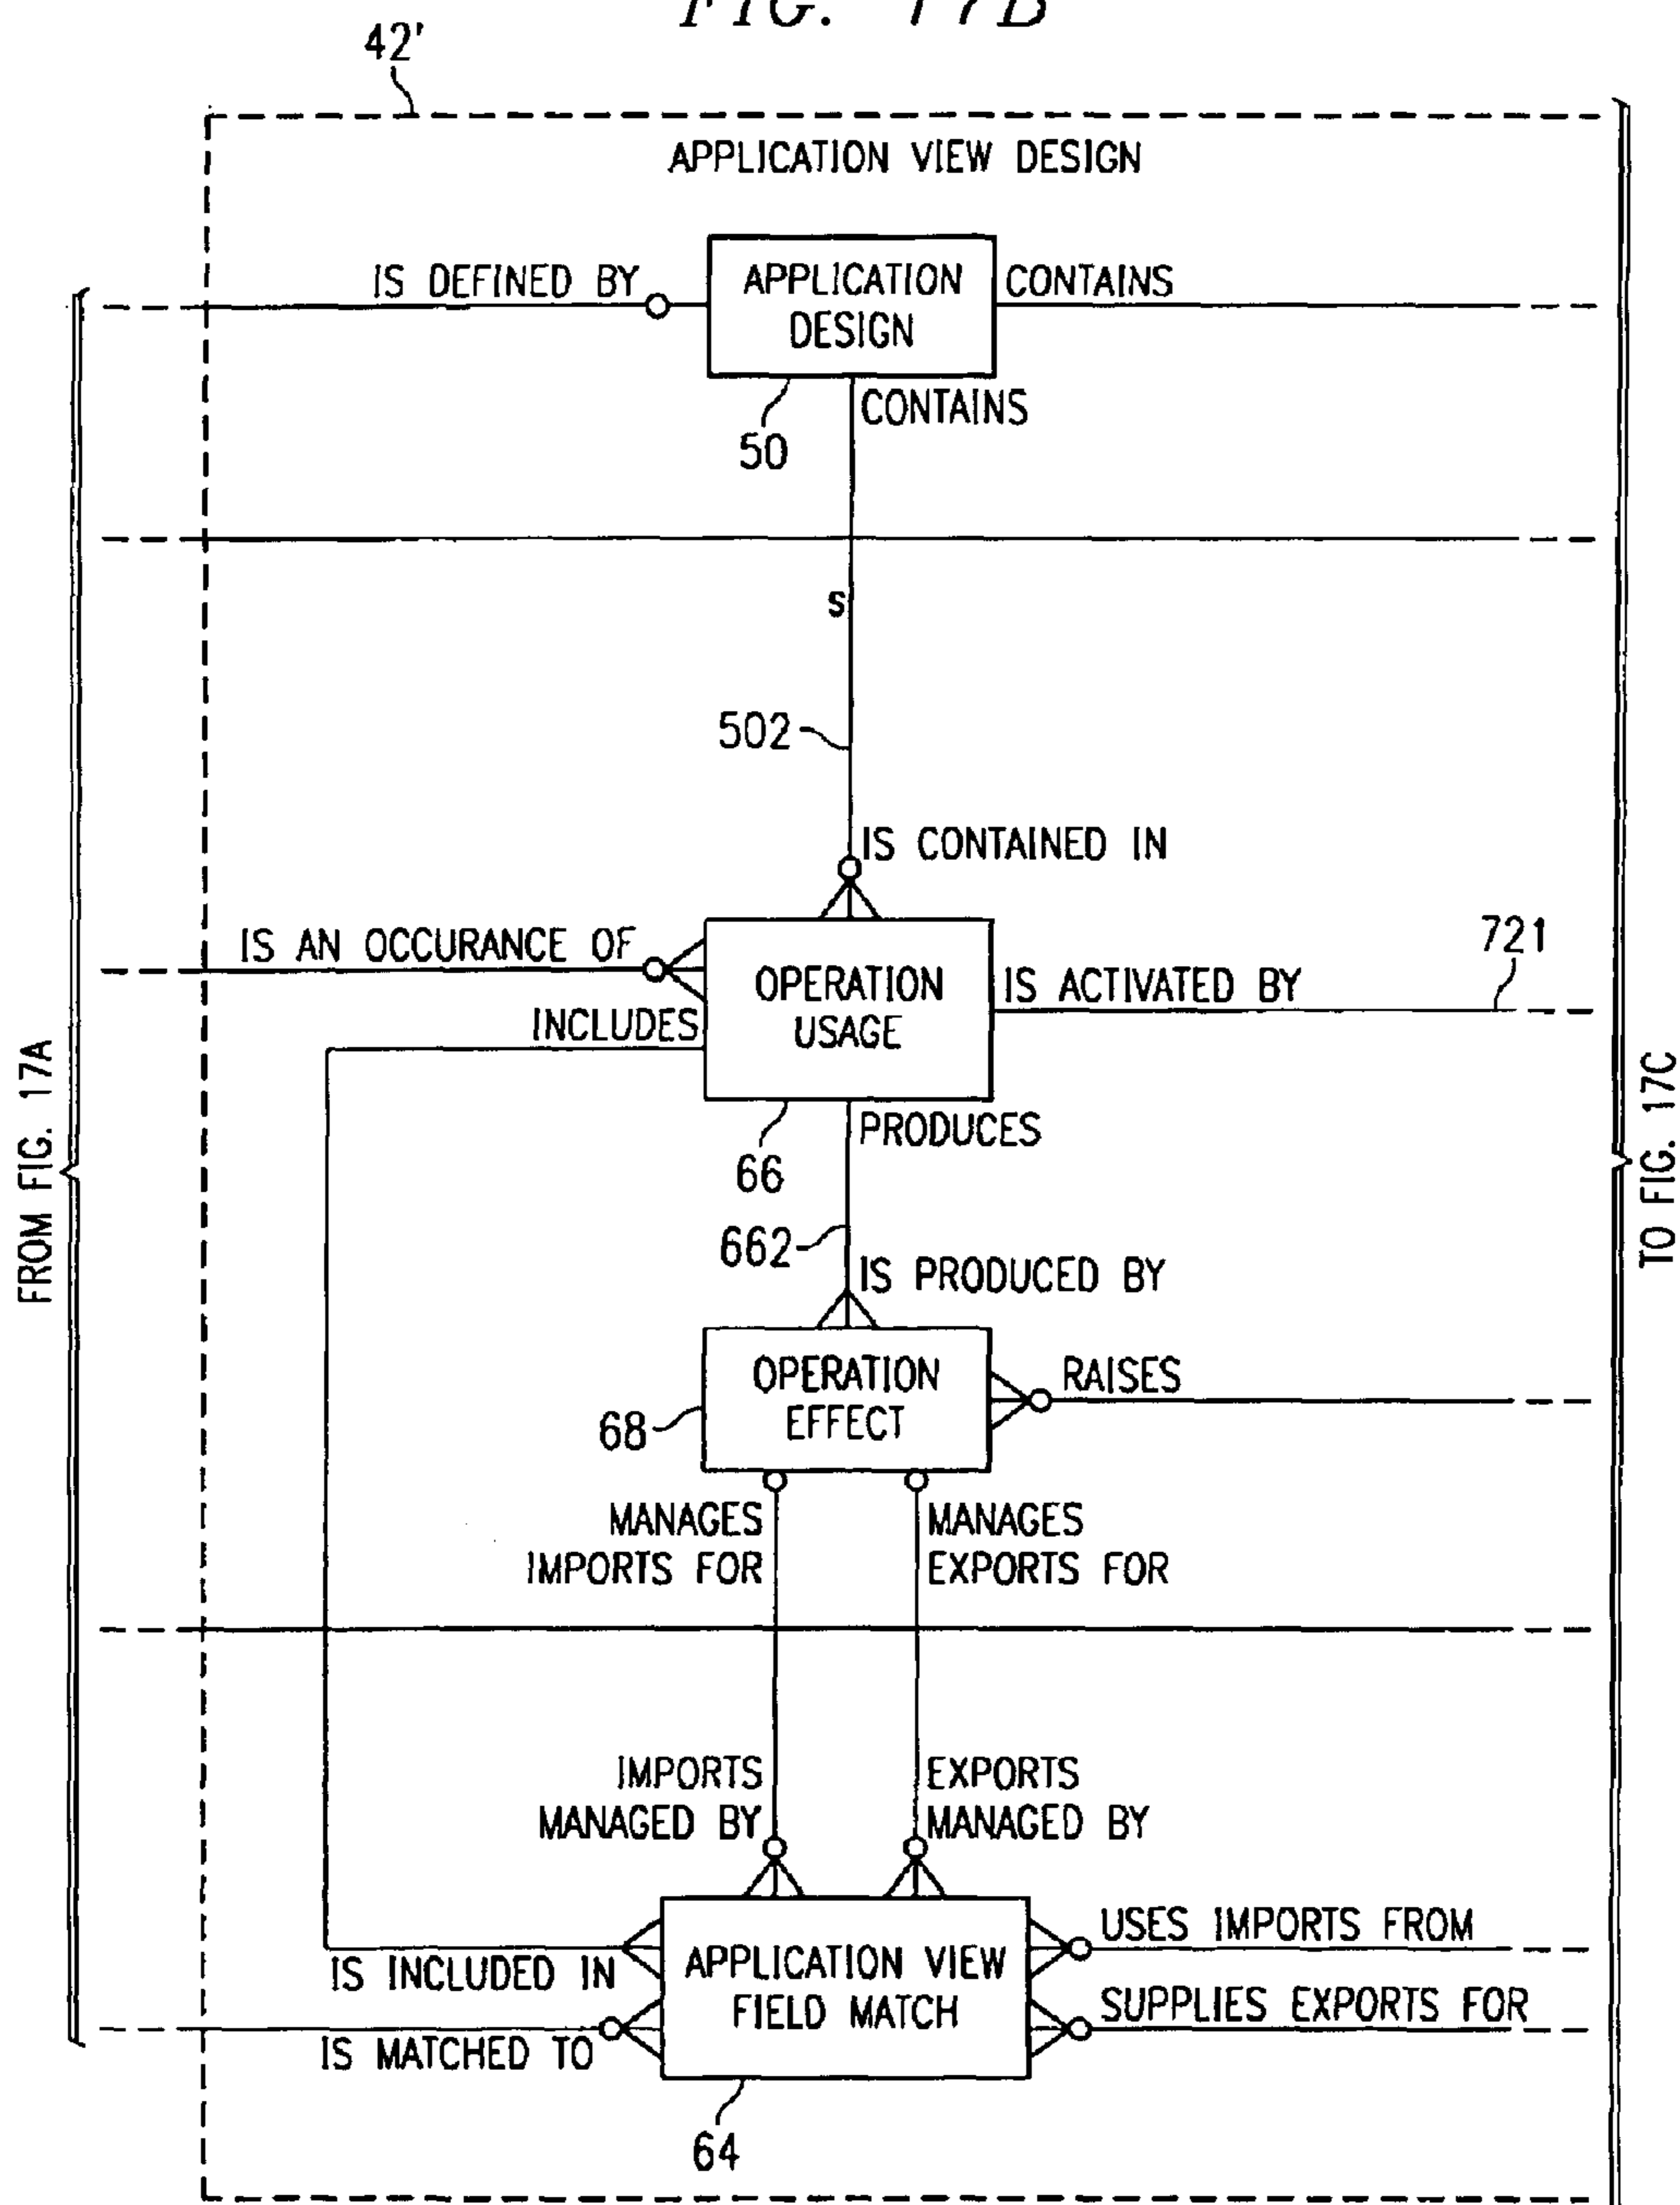 FIG. 17B
42'
APPLICATION VIEW DESIGN
IS DEFINED BY
APPLICATION
DESIGN
CONTAINS
CONTAINS
50
S
502
IS CONTAINED IN
IS AN OCCURANCE OF
OPERATION
USAGE
IS ACTIVATED BY
721
INCLUDES
PRODUCES
66
662
IS PRODUCED BY
OPERATION
EFFECT
RAISES
68
MANAGES
IMPORTS FOR
MANAGES
EXPORTS FOR
IMPORTS
MANAGED BY
EXPORTS
MANAGED BY
IS INCLUDED IN
APPLICATION VIEW
FIELD MATCH
USES IMPORTS FROM
SUPPLIES EXPORTS FOR
IS MATCHED TO
64
FROM FIG. 17A
TO FIG. 17C